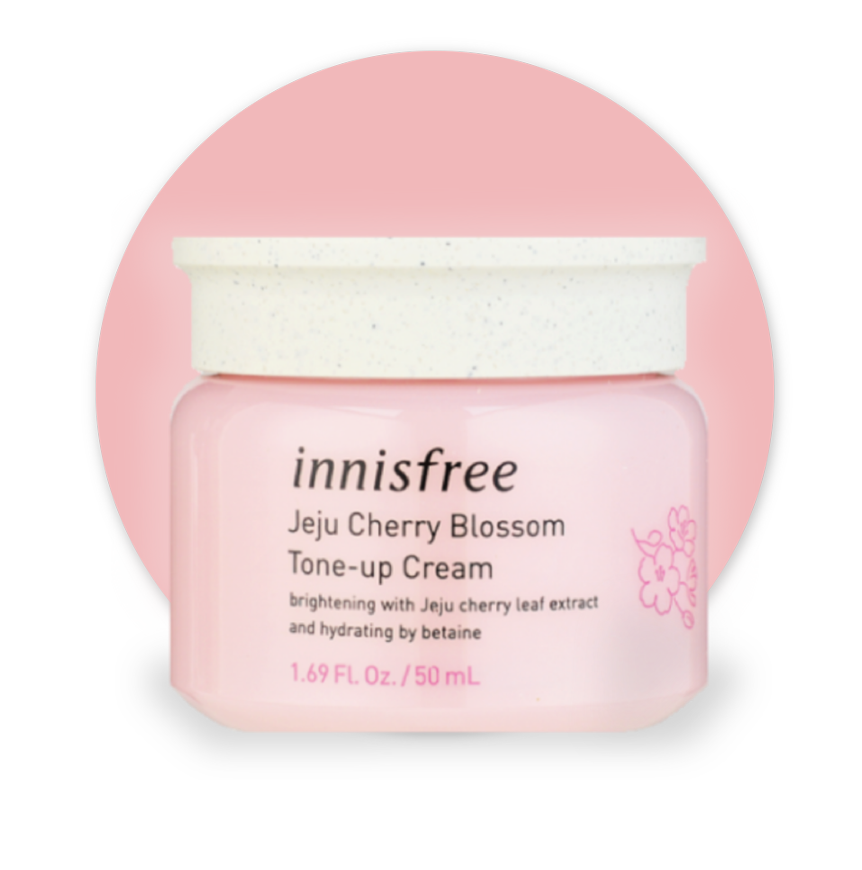 innisfree
Jeju Cherry Blossom
Tone-up Cream
brightening with Jeju cherry leaf extract
and hydrating by betaine
1.69 Fl. Oz. / 50 mL